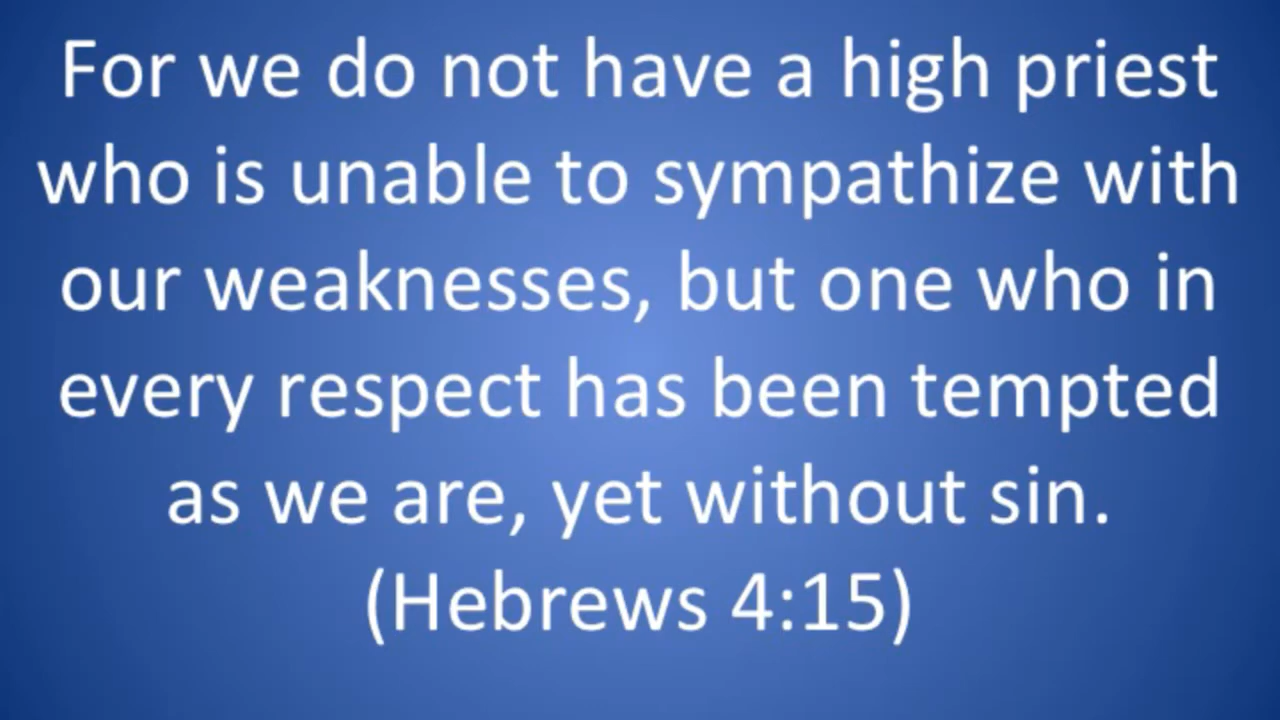 For we do not have a high priest
who is unable to sympathize with
our weaknesses, but one who in
every respect has been tempted
as we are, yet without sin.
(Hebrews 4:15)